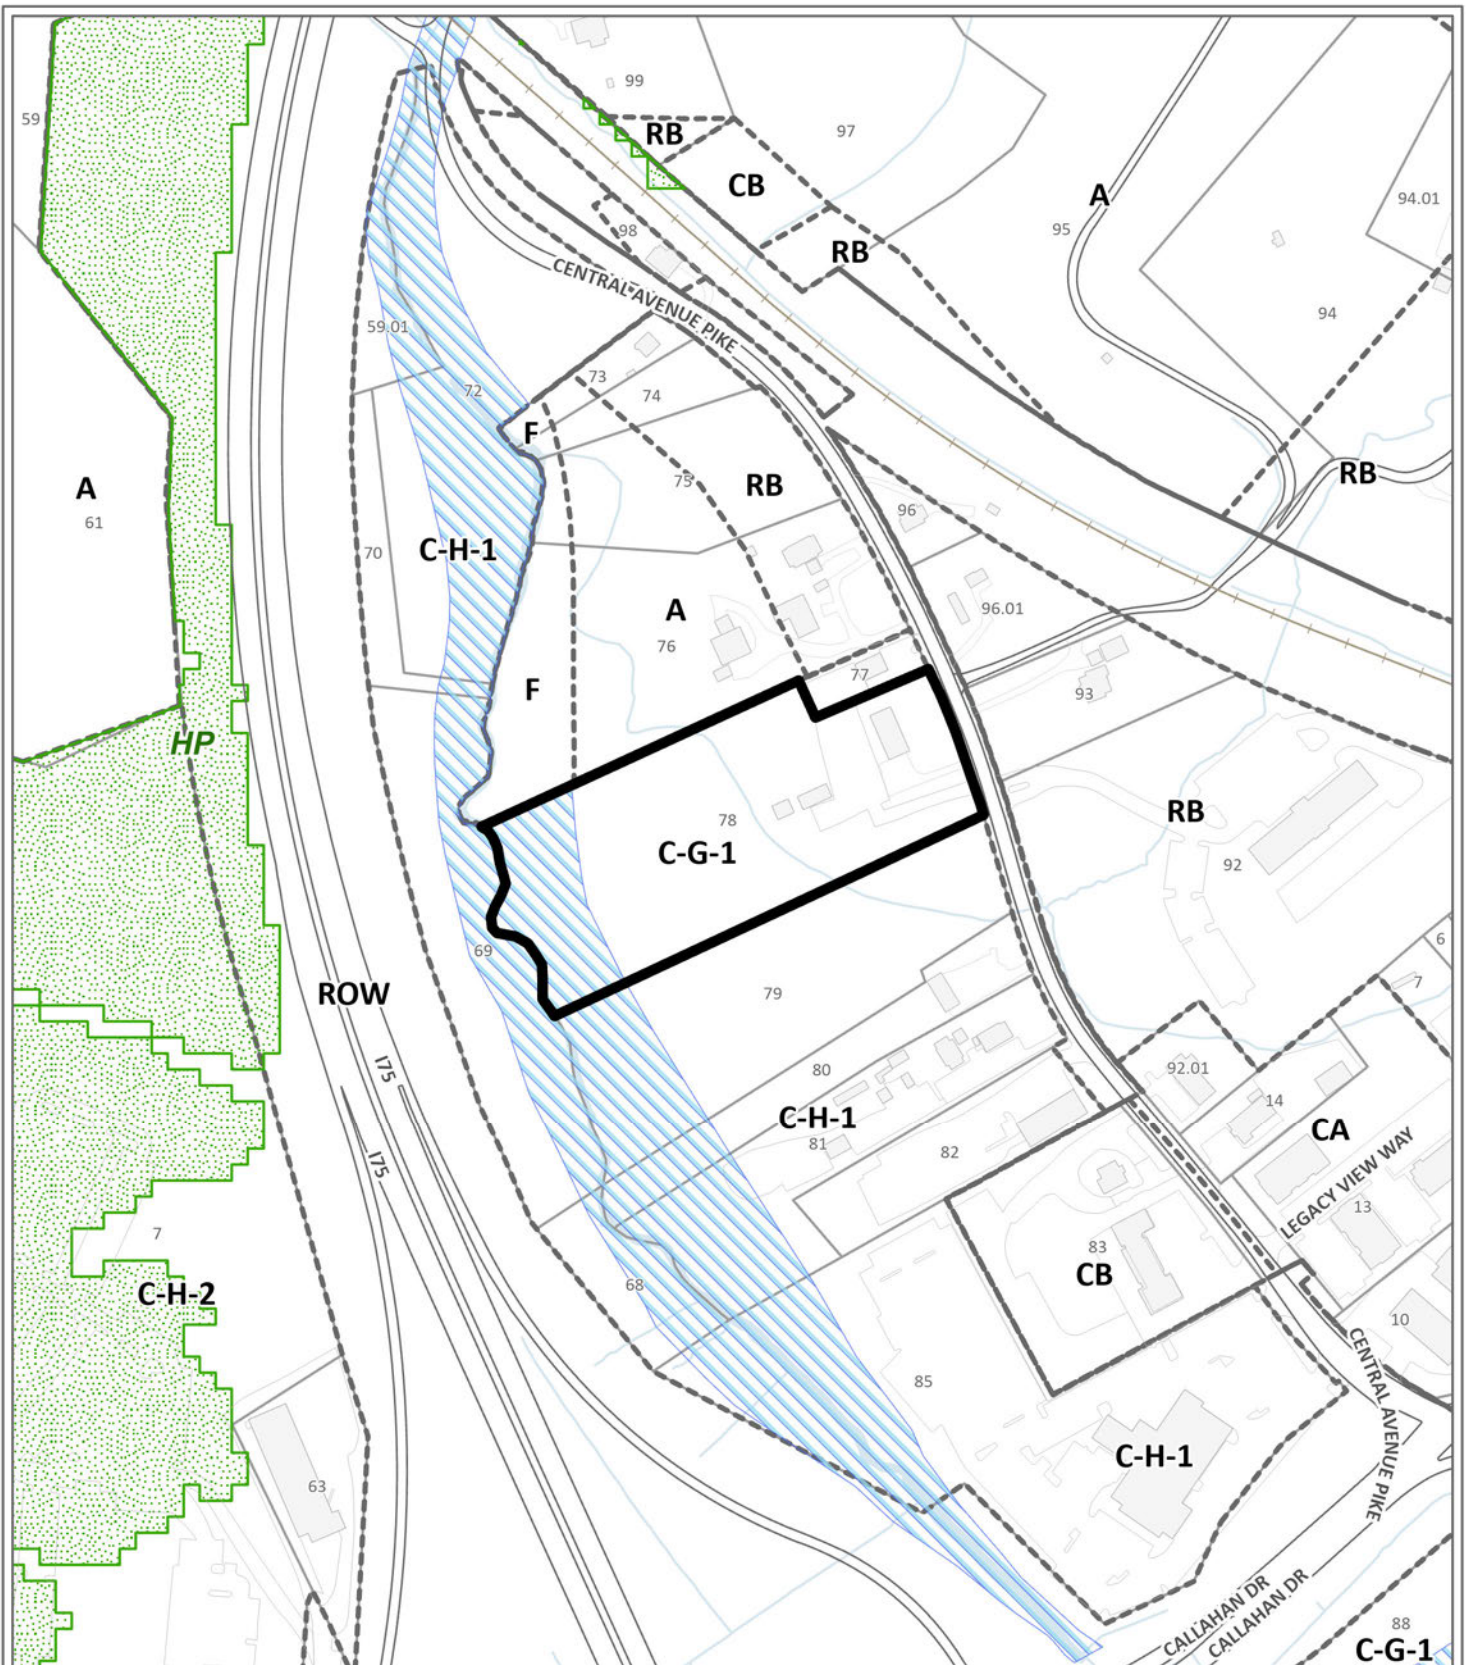 99
59
RB
97
CB
A
94.01
95
98
RB
CENTRAL AVENUE PIKE
94
59.01
73
72
74
F
RB
75
RB
A
61
96
C-H-1
70
A
96.01
76
F
77
93
HP
78
C-G-1
RB
92
6
69
7
79
ROW
I75
80
92.01
14
C-H-1
81
CA
82
I75
LEGACY VIEW WAY
13
7
83
CB
68
C-H-2
10
85
CENTRAL AVENUE PIKE
C-H-1
63
CALLAHAN DR
CALLAHAN DR
88
C-G-1